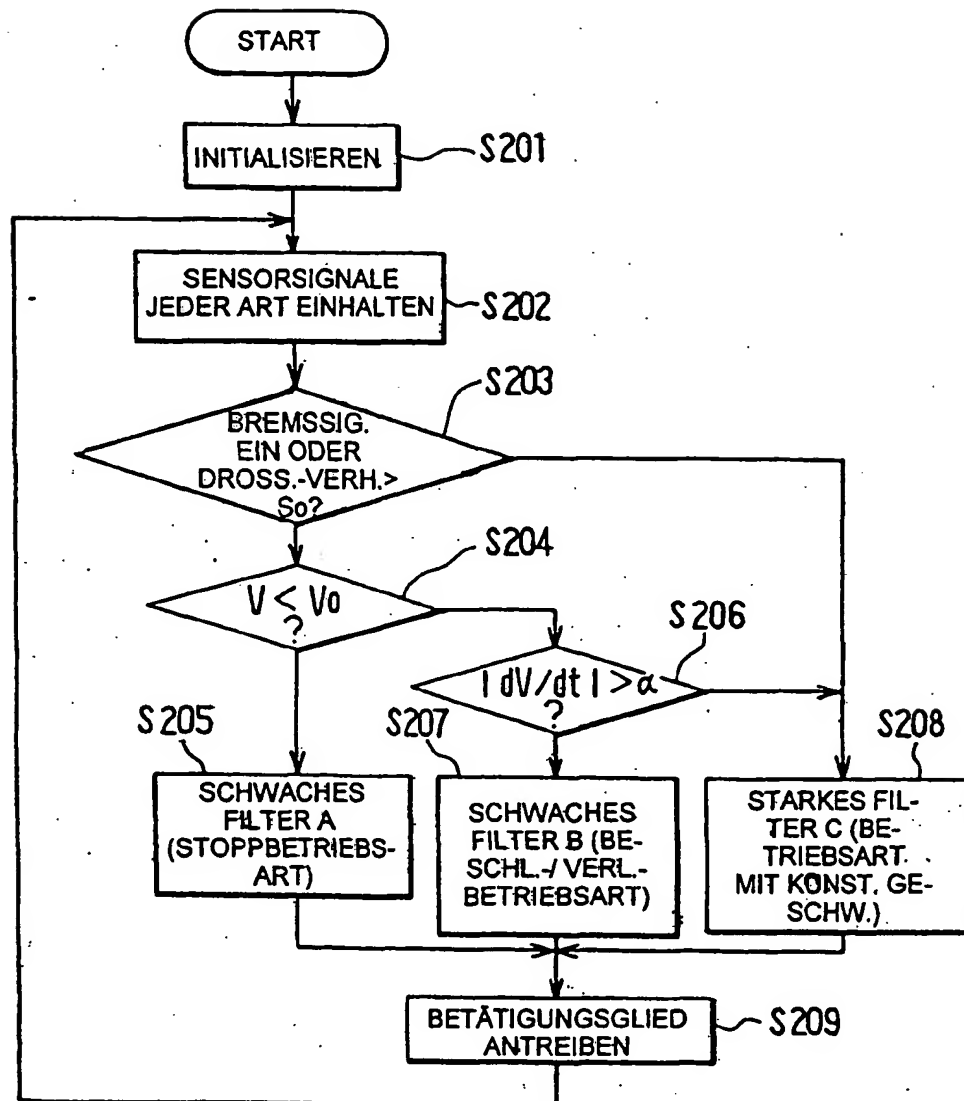 START
INITIALISIEREN
S201
SENSORSIGNALE
JEDER ART EINHALTEN
S202
S203
BREMSSIG.
EIN ODER
DROSS.-VERH.>
So?
S204
V < Vo
?
S206
| dV/dt | > α
?
S205
S207
S208
SCHWACHES
FILTER A
(STOPPBETRIEBS-
ART)
SCHWACHES
FILTER B (BE-
SCHL.-/ VERL.-
BETRIEBSART)
STARKES FIL-
TER C (BE-
TRIEBSART
MIT KONST. GE-
SCHW.)
BETÄTIGUNGSGLIED
ANTREIBEN
S209